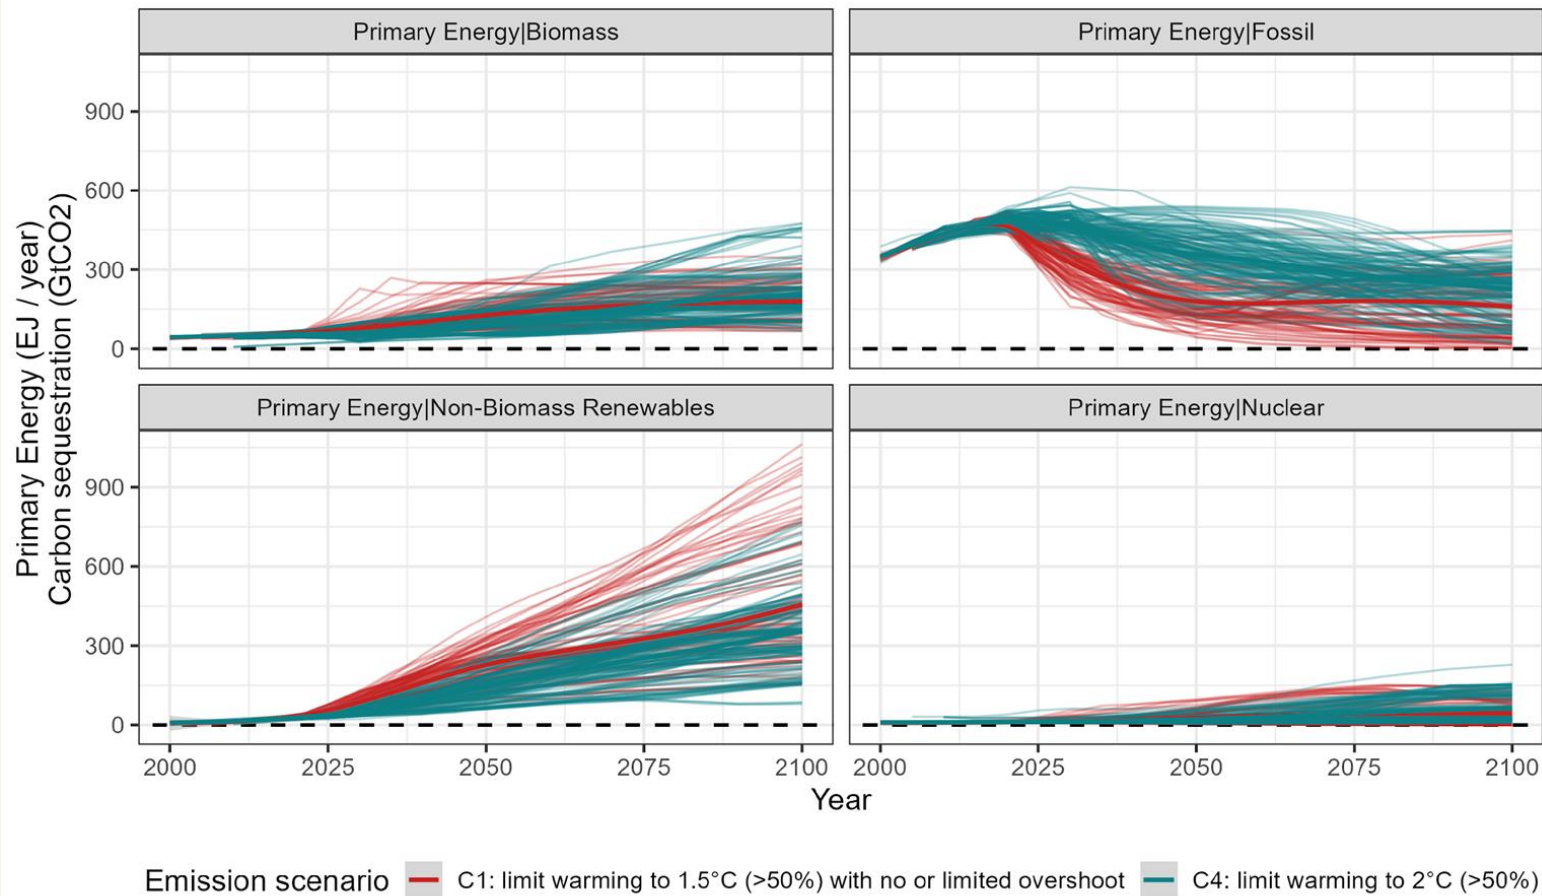 Primary Energy|Biomass
Primary Energy|Fossil
900
600
300
0
Primary Energy|Non-Biomass Renewables
Primary Energy|Nuclear
900
600
300
0
Primary Energy (EJ / year)
Carbon sequestration (GtCO2)
2000 2025 2050 2075 2100
2000 2025 2050 2075 2100
Year
Emission scenario
C1: limit warming to 1.5°C (>50%) with no or limited overshoot
C4: limit warming to 2°C (>50%)